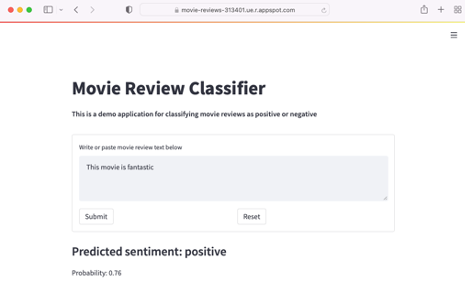 movie-reviews-313401.ue.r.appspot.com
Movie Review Classifier
This is a demo application for classifying movie reviews as positive or negative
Write or paste movie review text below
This movie is fantastic
Submit Reset
Predicted sentiment: positive
Probability: 0.76